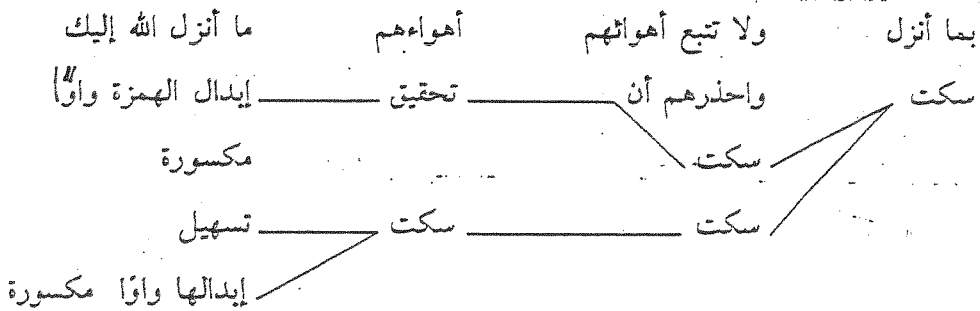 بما أنزل ولا تتبع أهوائهم أهواءهم ما أنزل الله إليك
سكت واحذرهم أن تحقيق إبدال الهمزة واوًا
سكت مكسورة
سكت سكت تسهيل
إبدالها واوًا مكسورة